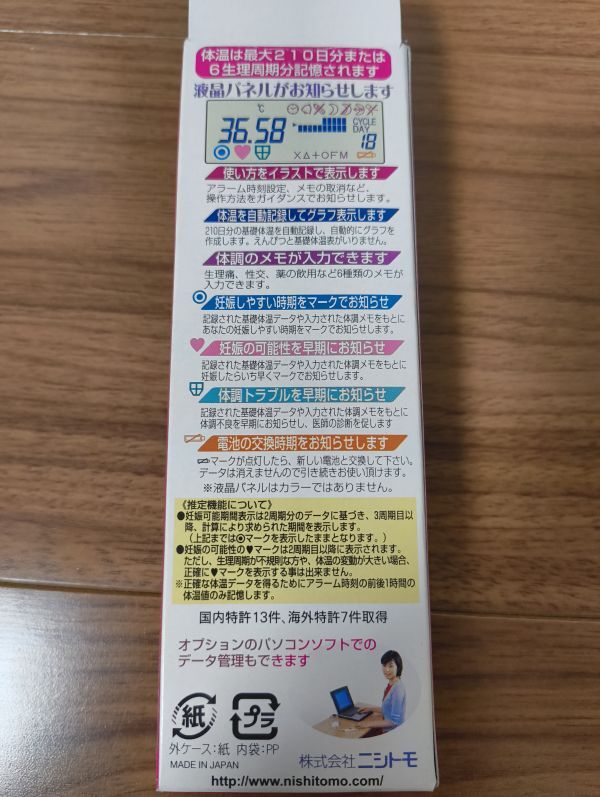 体温は最大210日分または
6生理周期分記憶されます
液晶パネルがお知らせします
℃
36.58
CYCLE
DAY
18
X△+OFM
使い方をイラストで表示します
アラーム時刻設定、メモの取消など、
操作方法をガイダンスでお知らせします。
体温を自動記録してグラフ表示します
210日分の基礎体温を自動記録し、自動的にグラフを
作成します。えんぴつと基礎体温表がいりません。
体調のメモが入力できます
生理痛、性交、薬の飲用など6種類のメモが
入力できます。
妊娠しやすい時期をマークでお知らせ
記録された基礎体温データや入力された体調メモをもとに
あなたの妊娠しやすい時期をマークでお知らせします。
妊娠の可能性を早期にお知らせ
記録された基礎体温データや入力された体調メモをもとに
妊娠したらいち早くマークでお知らせします。
体調トラブルを早期にお知らせ
記録された基礎体温データや入力された体調メモをもとに
体調不良を早期にお知らせし、医師の診断を促します
電池の交換時期をお知らせします
マークが点灯したら、新しい電池と交換して下さい。
データは消えませんので引き続きお使い頂けます。
※液晶パネルはカラーではありません。
《推定機能について》
●妊娠可能期間表示は2周期分のデータに基づき、3周期目以
降、計算により求められた期間を表示します。
（上記までは◉マークを表示したままとなります。）
●妊娠の可能性の♥マークは2周期目以降に表示されます。
ただし、生理周期が不規則な方や、体温の変動が大きい場合、
正確に♥マークを表示する事は出来ません。
※正確な体温データを得るためにアラーム時刻の前後1時間の
体温値のみ記憶します。
国内特許13件、海外特許7件取得
オプションのパソコンソフトでの
データ管理もできます
紙 プラ
外ケース：紙 内袋：PP
MADE IN JAPAN
株式会社 ニシトモ
http://www.nishitomo.com/